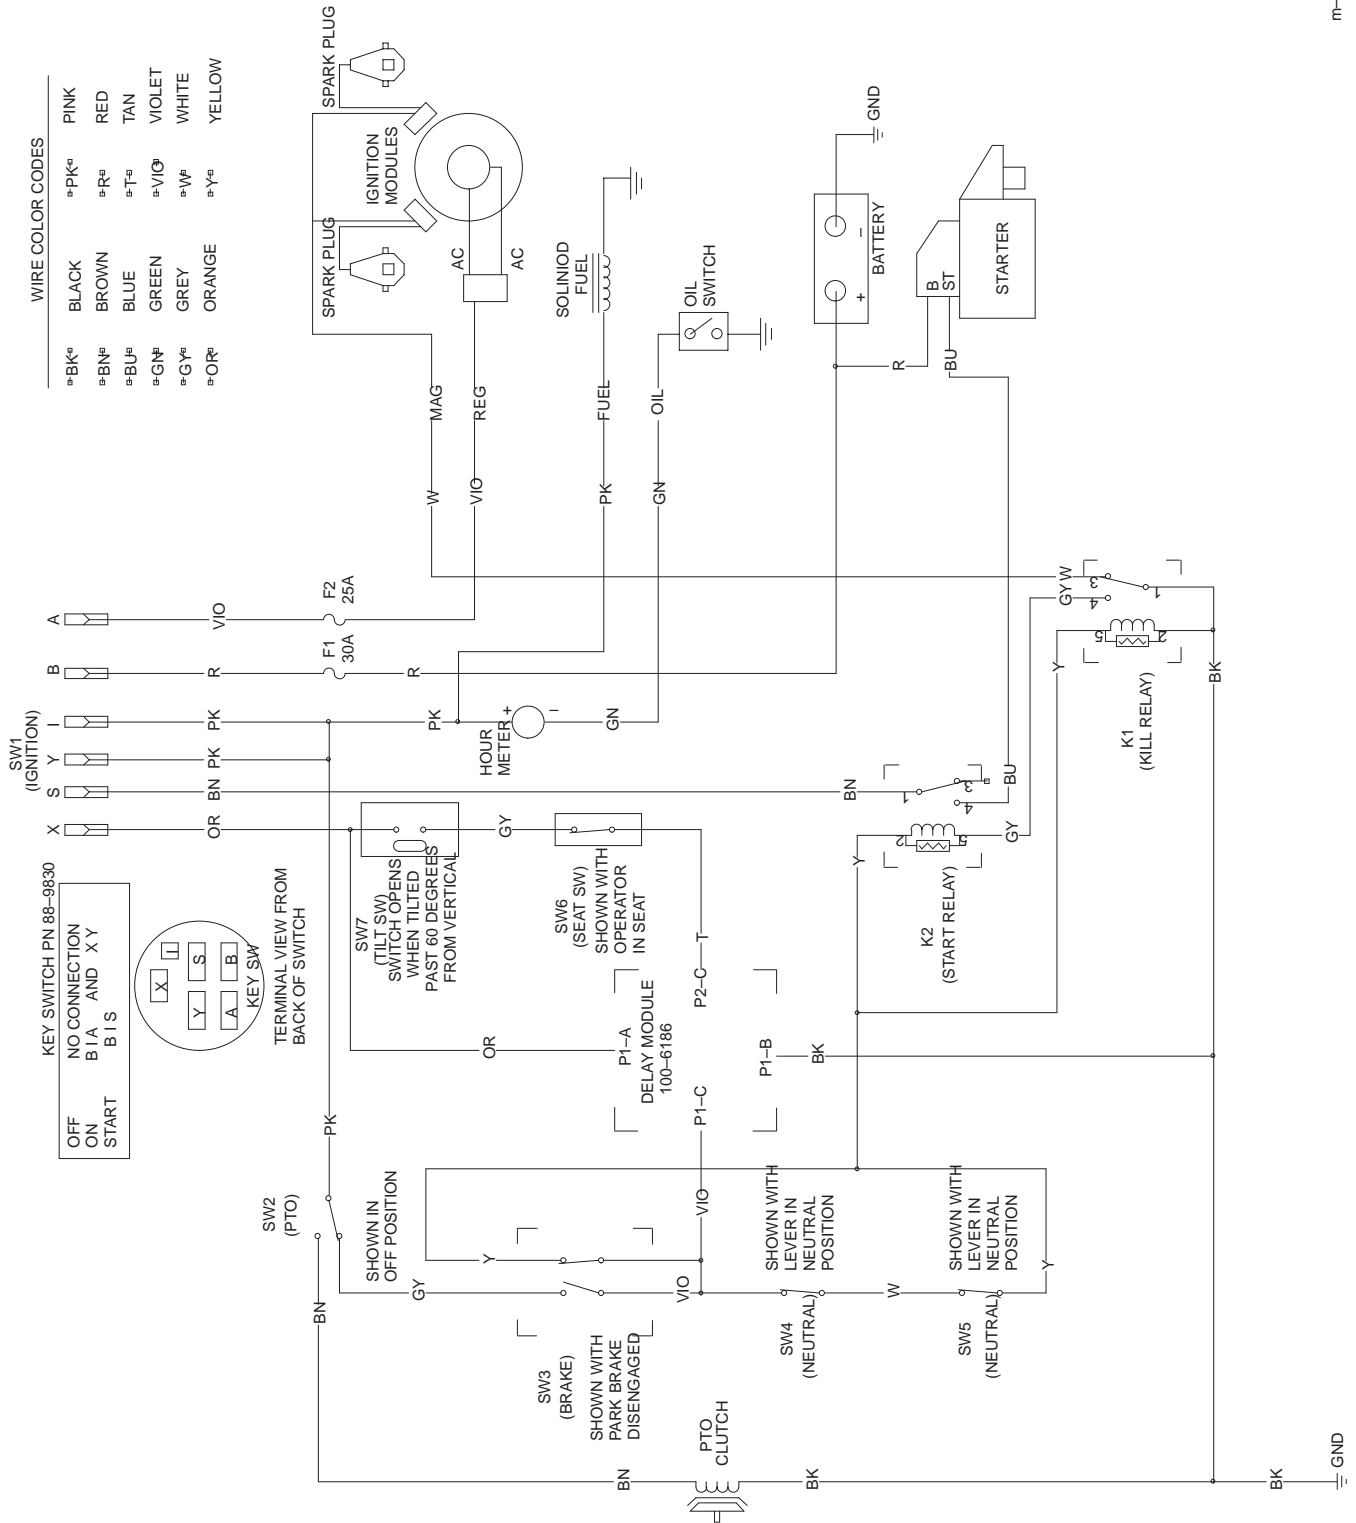 WIRE COLOR CODES
BK BLACK PK PINK
BN BROWN R RED
BU BLUE T TAN
GN GREEN VIO VIOLET
GY GREY W WHITE
OR ORANGE Y YELLOW
SPARK PLUG
SPARK PLUG
IGNITION
MODULES
AC
AC
MAG
REG
W
VIO
SOLINIOD
FUEL
FUEL
PK
OIL
SWITCH
OIL
GN
BATTERY
+
–
GND
B
ST
STARTER
R
BU
SW1
(IGNITION)
X
S
Y
I
B
A
OR
BN
PK
PK
R
VIO
F1
30A
F2
25A
R
PK
HOUR
METER
+
–
GN
KEY SWITCH PN 88–9830
OFF NO CONNECTION
ON B I A AND X Y
START B I S
X
I
Y
S
A
B
KEY SW
TERMINAL VIEW FROM
BACK OF SWITCH
SW7
(TILT SW)
SWITCH OPENS
WHEN TILTED
PAST 60 DEGREES
FROM VERTICAL
GY
SW6
(SEAT SW)
SHOWN WITH
OPERATOR
IN SEAT
T
OR
P1–A
P2–C
DELAY MODULE
100–6186
P1–C
P1–B
BK
VIO
BN
1
3
4
BU
2
5
Y
GY
K2
(START RELAY)
GY
W
4
3
1
5
2
Y
BK
K1
(KILL RELAY)
PK
SW2
(PTO)
SHOWN IN
OFF POSITION
BN
GY
Y
VIO
SW3
(BRAKE)
SHOWN WITH
PARK BRAKE
DISENGAGED
SHOWN WITH
LEVER IN
NEUTRAL
POSITION
SW4
(NEUTRAL)
W
SHOWN WITH
LEVER IN
NEUTRAL
POSITION
SW5
(NEUTRAL)
Y
BN
PTO
CLUTCH
BK
BK
GND
m–